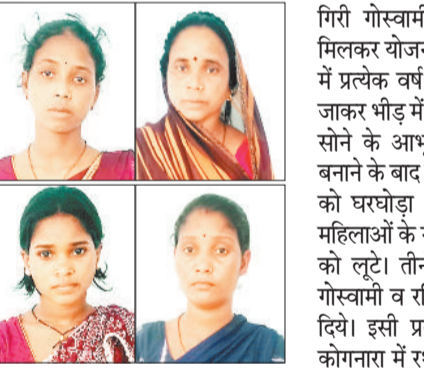 गिरी गोस्वामी
मिलकर योजन
में प्रत्येक वर्ष
जाकर भीड़ में
सोने के आभू
बनाने के बाद
को घरघोड़ा
महिलाओं के
को लूटे। तीन
गोस्वामी व
दिये। इसी प्र
कोगनारा में